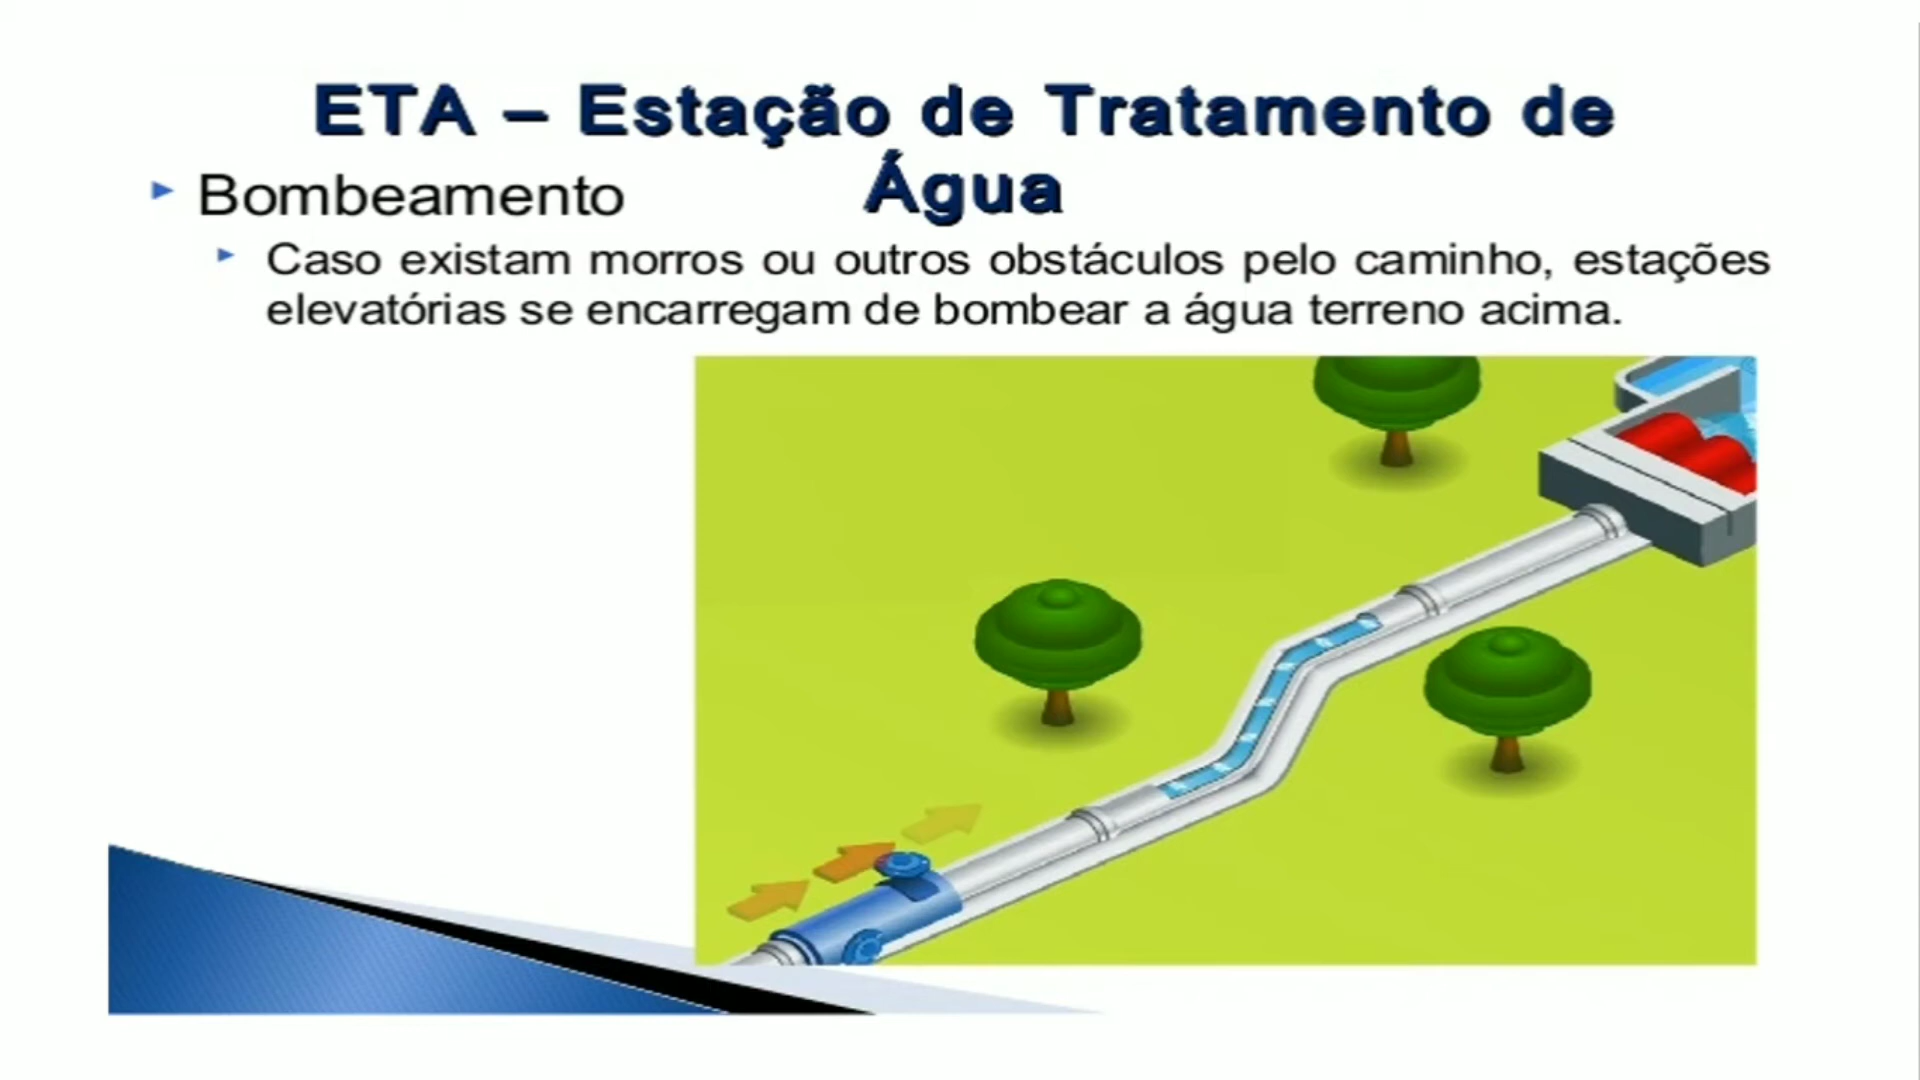 ETA – Estação de Tratamento de
Água
Bombeamento
Caso existam morros ou outros obstáculos pelo caminho, estações
elevatórias se encarregam de bombear a água terreno acima.